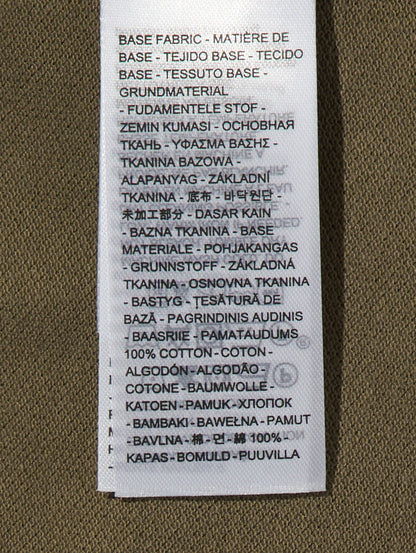 BASE FABRIC - MATIÈRE DE
BASE - TEJIDO BASE - TECIDO
BASE - TESSUTO BASE -
GRUNDMATERIAL
- FUDAMENTELE STOF -
ZEMIN KUMASI - ОСНОВНАЯ
ТКАНЬ - ΥΦΑΣΜΑ ΒΑΣΗΣ -
TKANINA BAZOWA -
ALAPANYAG - ZÁKLADNÍ
TKANINA - 底布 - 바닥원단 -
未加工部分 - DASAR KAIN
- BAZNA TKANINA - BASE
MATERIALE - POHJAKANGAS
- GRUNNSTOFF - ZÁKLADNÁ
TKANINA - OSNOVNA TKANINA
- BASTYG - ŢESĂTURĂ DE
BAZĂ - PAGRINDINIS AUDINIS
- BAASRIIE - PAMATAUDUMS
100% COTTON - COTON -
ALGODÓN - ALGODÃO -
COTONE - BAUMWOLLE -
KATOEN - PAMUK - ХЛОПОК
- BAMBAKI - BAWEŁNA - PAMUT
- BAVLNA - 棉 - 면 - 綿 100% -
KAPAS - BOMULD - PUUVILLA